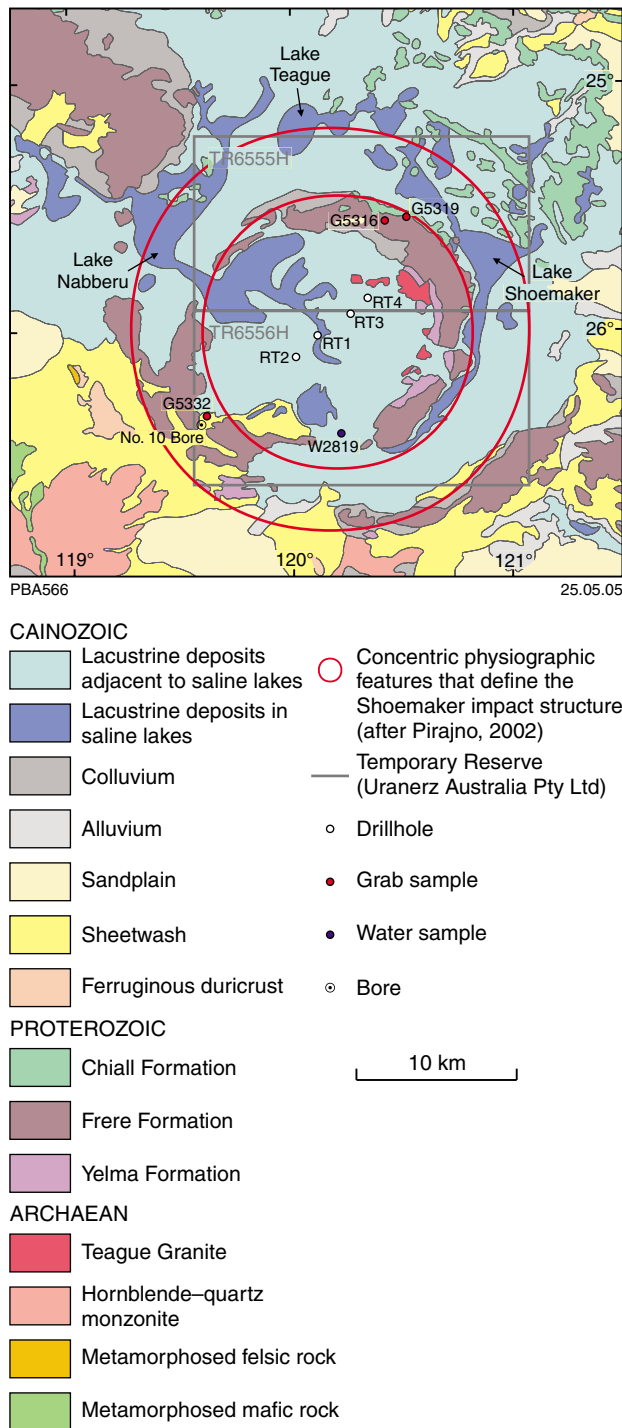 Lake
Teague
25°
TR6555H
G5319
G5316
Lake
Nabberu
Lake
Shoemaker
RT4
RT3
26°
TR6556H
RT1
RT2
G5332
No. 10 Bore
W2819
119°
120°
121°
PBA566
25.05.05
CAINOZOIC
Lacustrine deposits
adjacent to saline lakes
Lacustrine deposits in
saline lakes
Colluvium
Alluvium
Sandplain
Sheetwash
Ferruginous duricrust
PROTEROZOIC
Chiall Formation
Frere Formation
Yelma Formation
ARCHAEAN
Teague Granite
Hornblende–quartz
monzonite
Metamorphosed felsic rock
Metamorphosed mafic rock
Concentric physiographic
features that define the
Shoemaker impact structure
(after Pirajno, 2002)
Temporary Reserve
(Uranerz Australia Pty Ltd)
Drillhole
Grab sample
Water sample
Bore
10 km